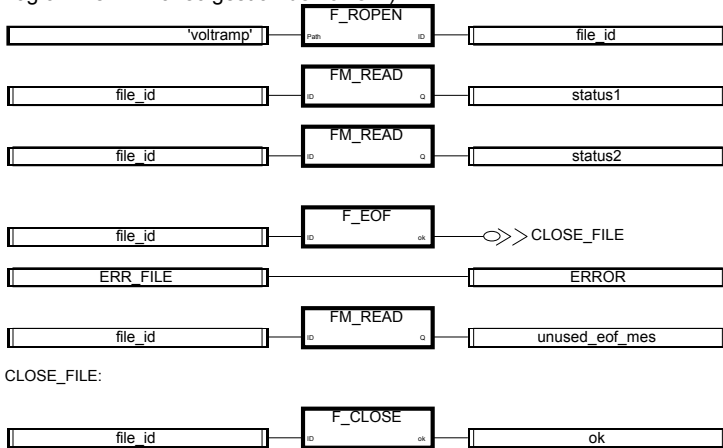 F_ROPEN
'voltramp' Path ID file_id
FM_READ
file_id ID Q status1
FM_READ
file_id ID Q status2
F_EOF
file_id ID ok CLOSE_FILE
ERR_FILE ERROR
FM_READ
file_id ID Q unused_eof_mes
CLOSE_FILE:
F_CLOSE
file_id ID ok ok